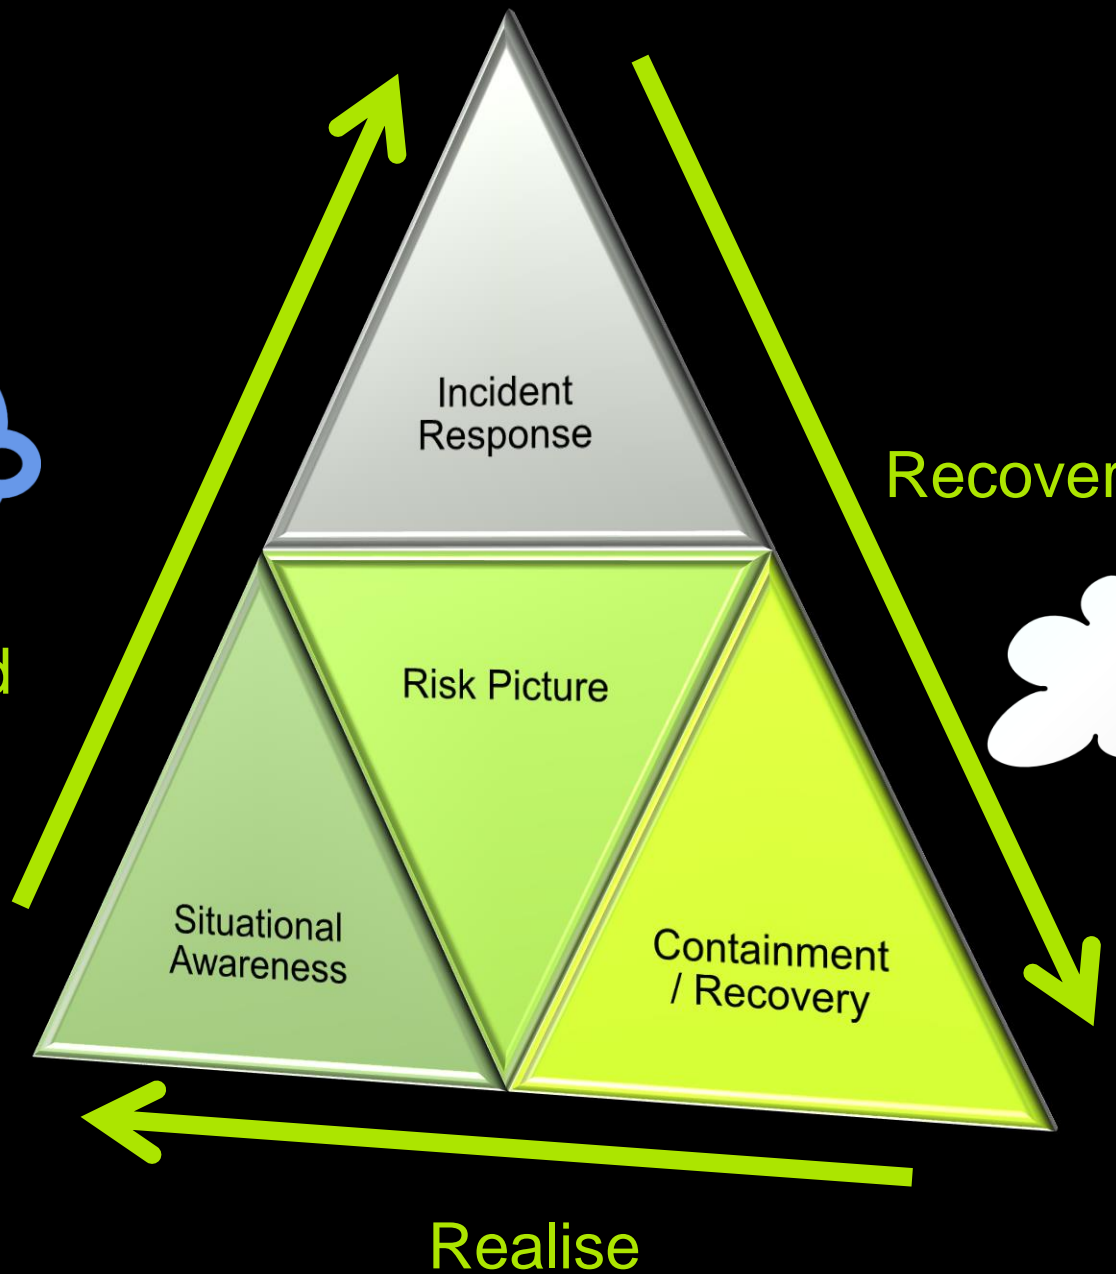 Incident
Response
Recover
Risk Picture
d
Situational
Awareness
Containment
/ Recovery
Realise